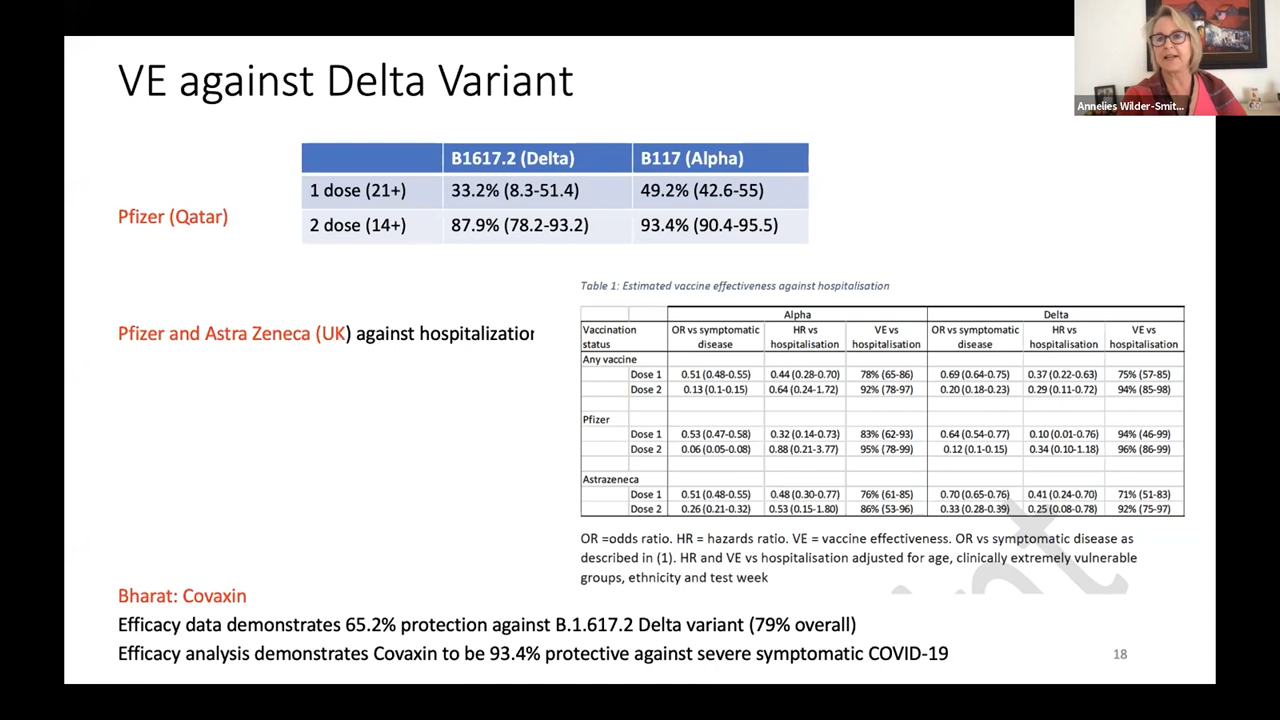 VE against Delta Variant
Annelies Wilder-Smit...
B1617.2 (Delta) B117 (Alpha)
1 dose (21+) 33.2% (8.3-51.4) 49.2% (42.6-55)
Pfizer (Qatar)
2 dose (14+) 87.9% (78.2-93.2) 93.4% (90.4-95.5)
Table 1: Estimated vaccine effectiveness against hospitalisation
Pfizer and Astra Zeneca (UK) against hospitalization
Alpha Delta
Vaccination OR vs symptomatic HR vs VE vs OR vs symptomatic HR vs VE vs
status disease hospitalisation hospitalisation disease hospitalisation hospitalisation
Any vaccine
Dose 1 0.51 (0.48-0.55) 0.44 (0.28-0.70) 78% (65-86) 0.69 (0.64-0.75) 0.37 (0.22-0.63) 75% (57-85)
Dose 2 0.13 (0.1-0.15) 0.64 (0.24-1.72) 92% (78-97) 0.20 (0.18-0.23) 0.29 (0.11-0.72) 94% (85-98)
Pfizer
Dose 1 0.53 (0.47-0.58) 0.32 (0.14-0.73) 83% (62-93) 0.64 (0.54-0.77) 0.10 (0.01-0.76) 94% (46-99)
Dose 2 0.06 (0.05-0.08) 0.88 (0.21-3.77) 95% (78-99) 0.12 (0.1-0.15) 0.34 (0.10-1.18) 96% (86-99)
Astrazeneca
Dose 1 0.51 (0.48-0.55) 0.48 (0.30-0.77) 76% (61-85) 0.70 (0.65-0.76) 0.41 (0.24-0.70) 71% (51-83)
Dose 2 0.26 (0.21-0.32) 0.53 (0.15-1.80) 86% (53-96) 0.33 (0.28-0.39) 0.25 (0.08-0.78) 92% (75-97)
OR =odds ratio. HR = hazards ratio. VE = vaccine effectiveness. OR vs symptomatic disease as
described in (1). HR and VE vs hospitalisation adjusted for age, clinically extremely vulnerable
groups, ethnicity and test week
Bharat: Covaxin
Efficacy data demonstrates 65.2% protection against B.1.617.2 Delta variant (79% overall)
Efficacy analysis demonstrates Covaxin to be 93.4% protective against severe symptomatic COVID-19
18